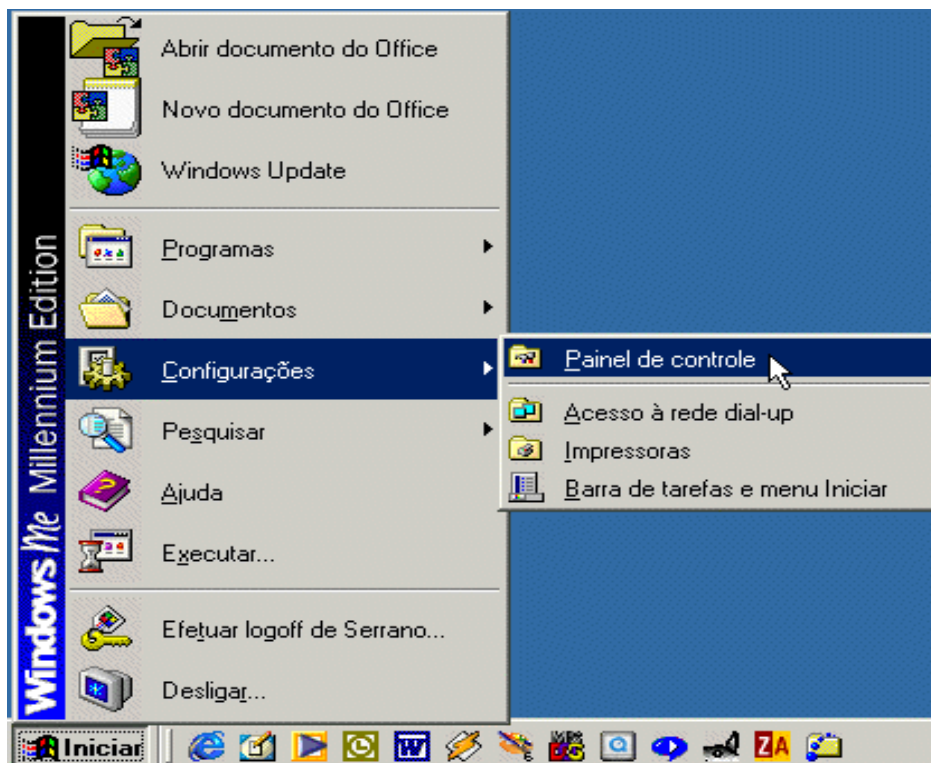 Abrir documento do Office
Novo documento do Office
Windows Update
Programas
Documentos
Configurações
Pesquisar
Ajuda
Executar...
Efetuar logoff de Serrano...
Desligar...
Windows Me Millennium Edition
Painel de controle
Acesso à rede dial-up
Impressoras
Barra de tarefas e menu Iniciar
Iniciar
W
ZA